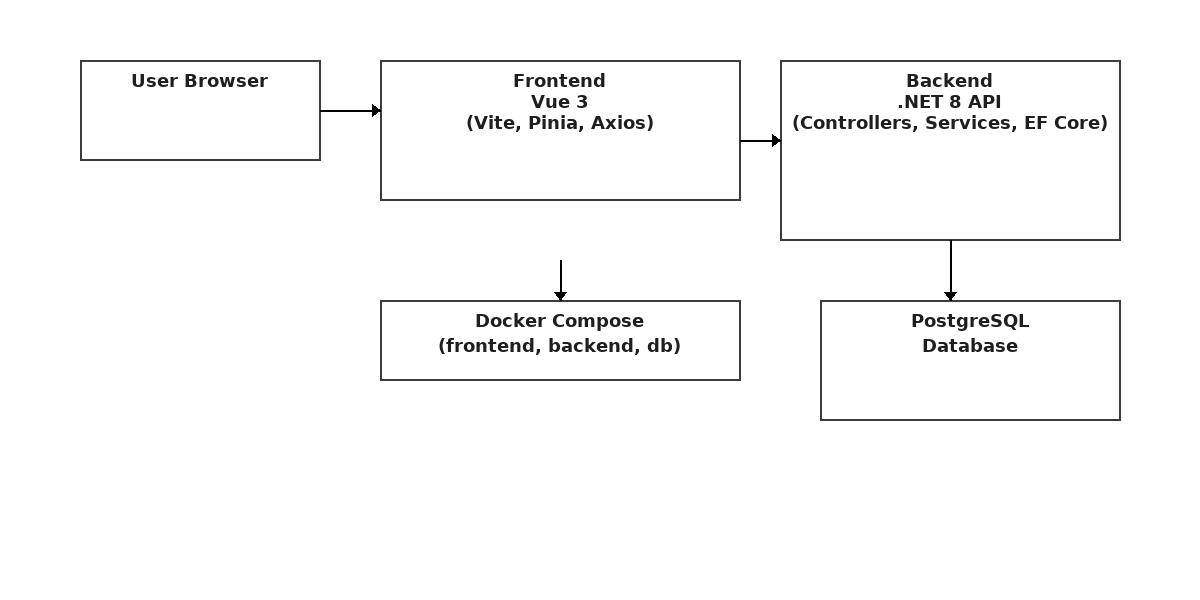 User Browser
Frontend
Vue 3
(Vite, Pinia, Axios)
Backend
.NET 8 API
(Controllers, Services, EF Core)
Docker Compose
(frontend, backend, db)
PostgreSQL
Database